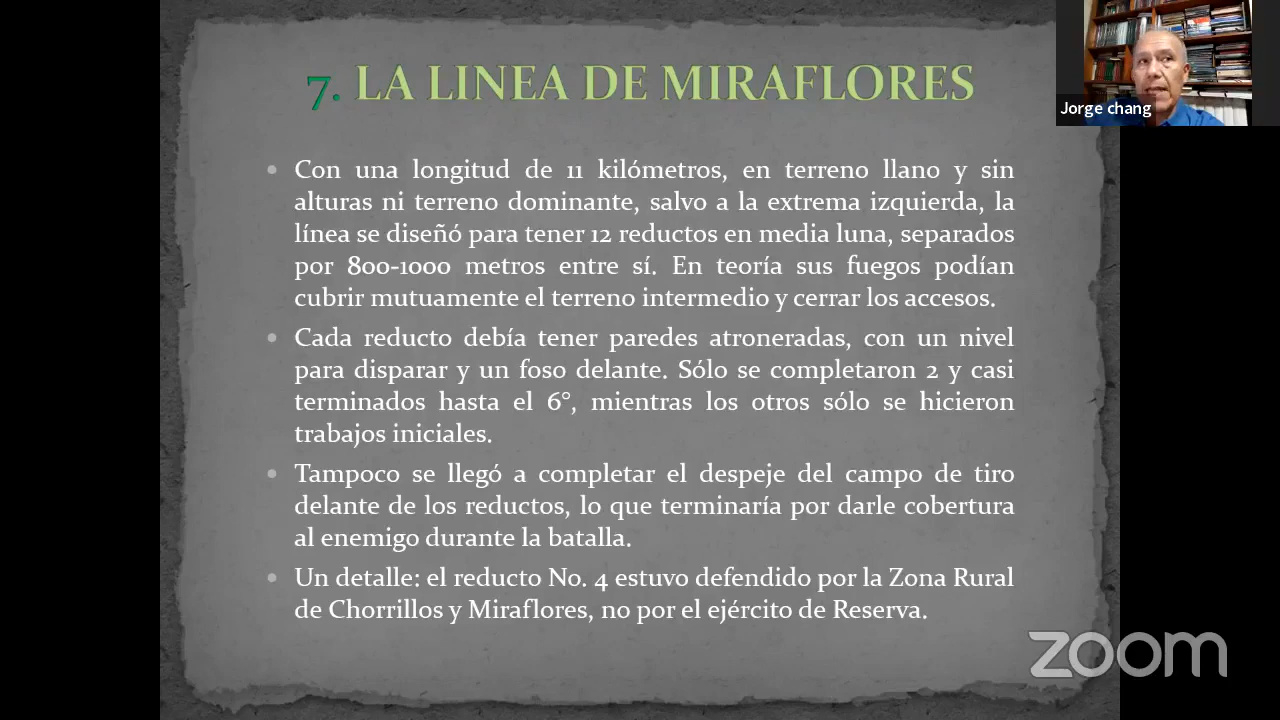 7. LA LINEA DE MIRAFLORES
Jorge chang
Con una longitud de 11 kilómetros, en terreno llano y sin
alturas ni terreno dominante, salvo a la extrema izquierda, la
línea se diseñó para tener 12 reductos en media luna, separados
por 800-1000 metros entre sí. En teoría sus fuegos podían
cubrir mutuamente el terreno intermedio y cerrar los accesos.
Cada reducto debía tener paredes atroneradas, con un nivel
para disparar y un foso delante. Sólo se completaron 2 y casi
terminados hasta el 6°, mientras los otros sólo se hicieron
trabajos iniciales.
Tampoco se llegó a completar el despeje del campo de tiro
delante de los reductos, lo que terminaría por darle cobertura
al enemigo durante la batalla.
Un detalle: el reducto No. 4 estuvo defendido por la Zona Rural
de Chorrillos y Miraflores, no por el ejército de Reserva.
zoom